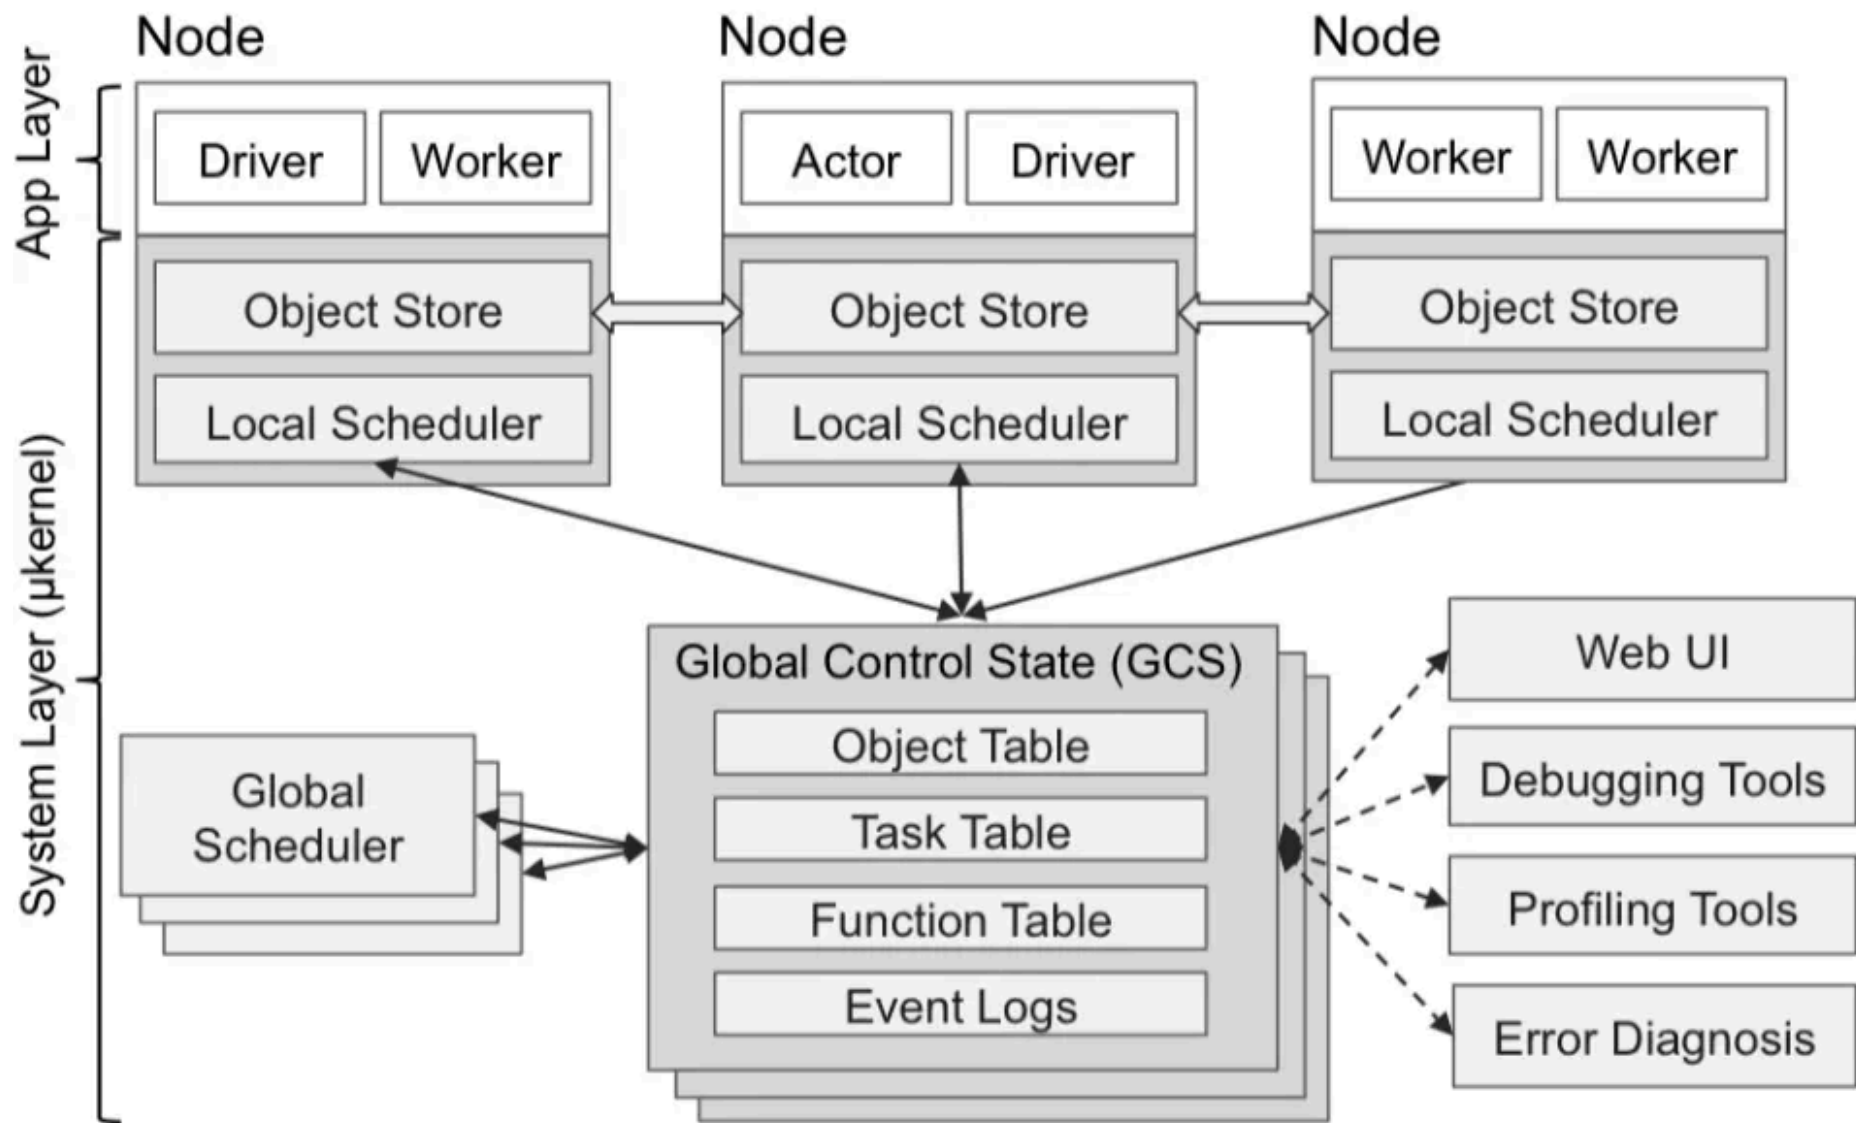 Node
Node
Node
App Layer
Driver
Worker
Actor
Driver
Worker
Worker
Object Store
Object Store
Object Store
Local Scheduler
Local Scheduler
Local Scheduler
System Layer (µkernel)
Global Control State (GCS)
Object Table
Task Table
Function Table
Event Logs
Global
Scheduler
Web UI
Debugging Tools
Profiling Tools
Error Diagnosis